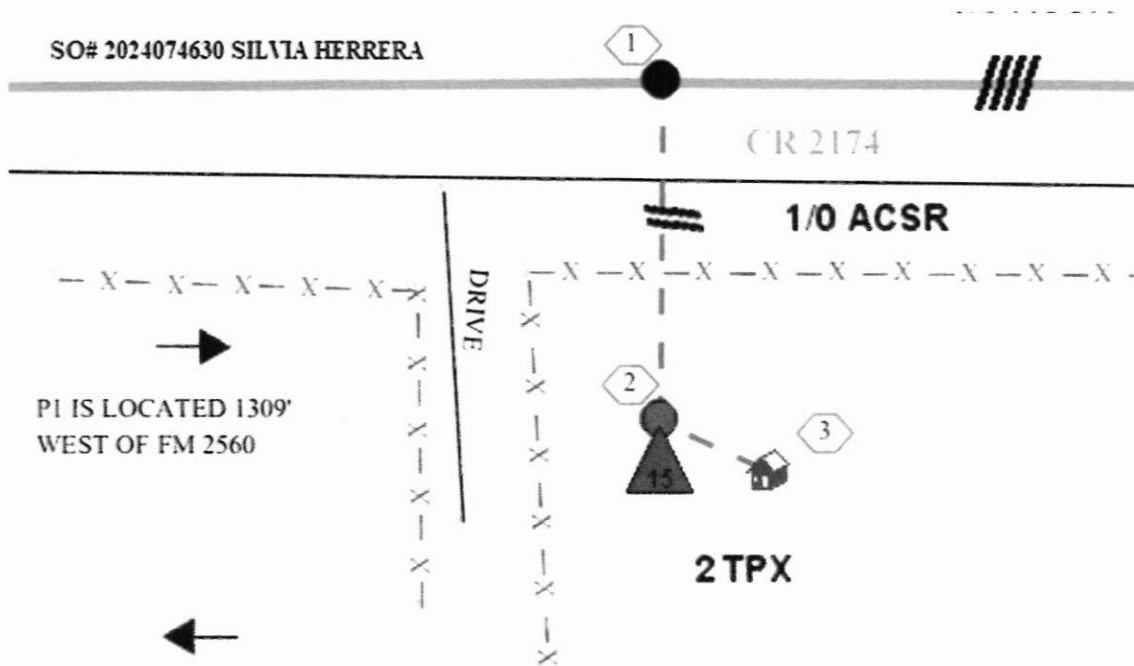 SO# 2024074630 SILVIA HERRERA
1
CR 2174
1/0 ACSR
X X X X X
X X X X X X X X X
DRIVE
P1 IS LOCATED 1309'
WEST OF FM 2560
2
3
15
2 TPX